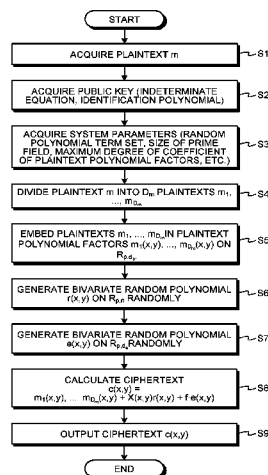 START
ACQUIRE PLAINTEXT m
S1
ACQUIRE PUBLIC KEY (INDETERMINATE
EQUATION, IDENTIFICATION POLYNOMIAL)
S2
ACQUIRE SYSTEM PARAMETERS (RANDOM
POLYNOMIAL TERM SET, SIZE OF PRIME
FIELD, MAXIMUM DEGREE OF COEFFICIENT
OF PLAINTEXT POLYNOMIAL FACTORS, ETC.)
S3
DIVIDE PLAINTEXT m INTO Dm PLAINTEXTS m1,
..., mDm
S4
EMBED PLAINTEXTS m1, ..., mDm IN PLAINTEXT
POLYNOMIAL FACTORS m1(x,y), ..., mDm(x,y) ON
S5
GENERATE BIVARIATE RANDOM POLYNOMIAL
r(x,y) ON RANDOMLY
S6
GENERATE BIVARIATE RANDOM POLYNOMIAL
e(x,y) ON RANDOMLY
S7
CALCULATE CIPHERTEXT
c(x,y) =
m1(x,y), ... mDm(x,y) + X(x,y)r(x,y) + f·e(x,y)
S8
OUTPUT CIPHERTEXT c(x,y)
S9
END